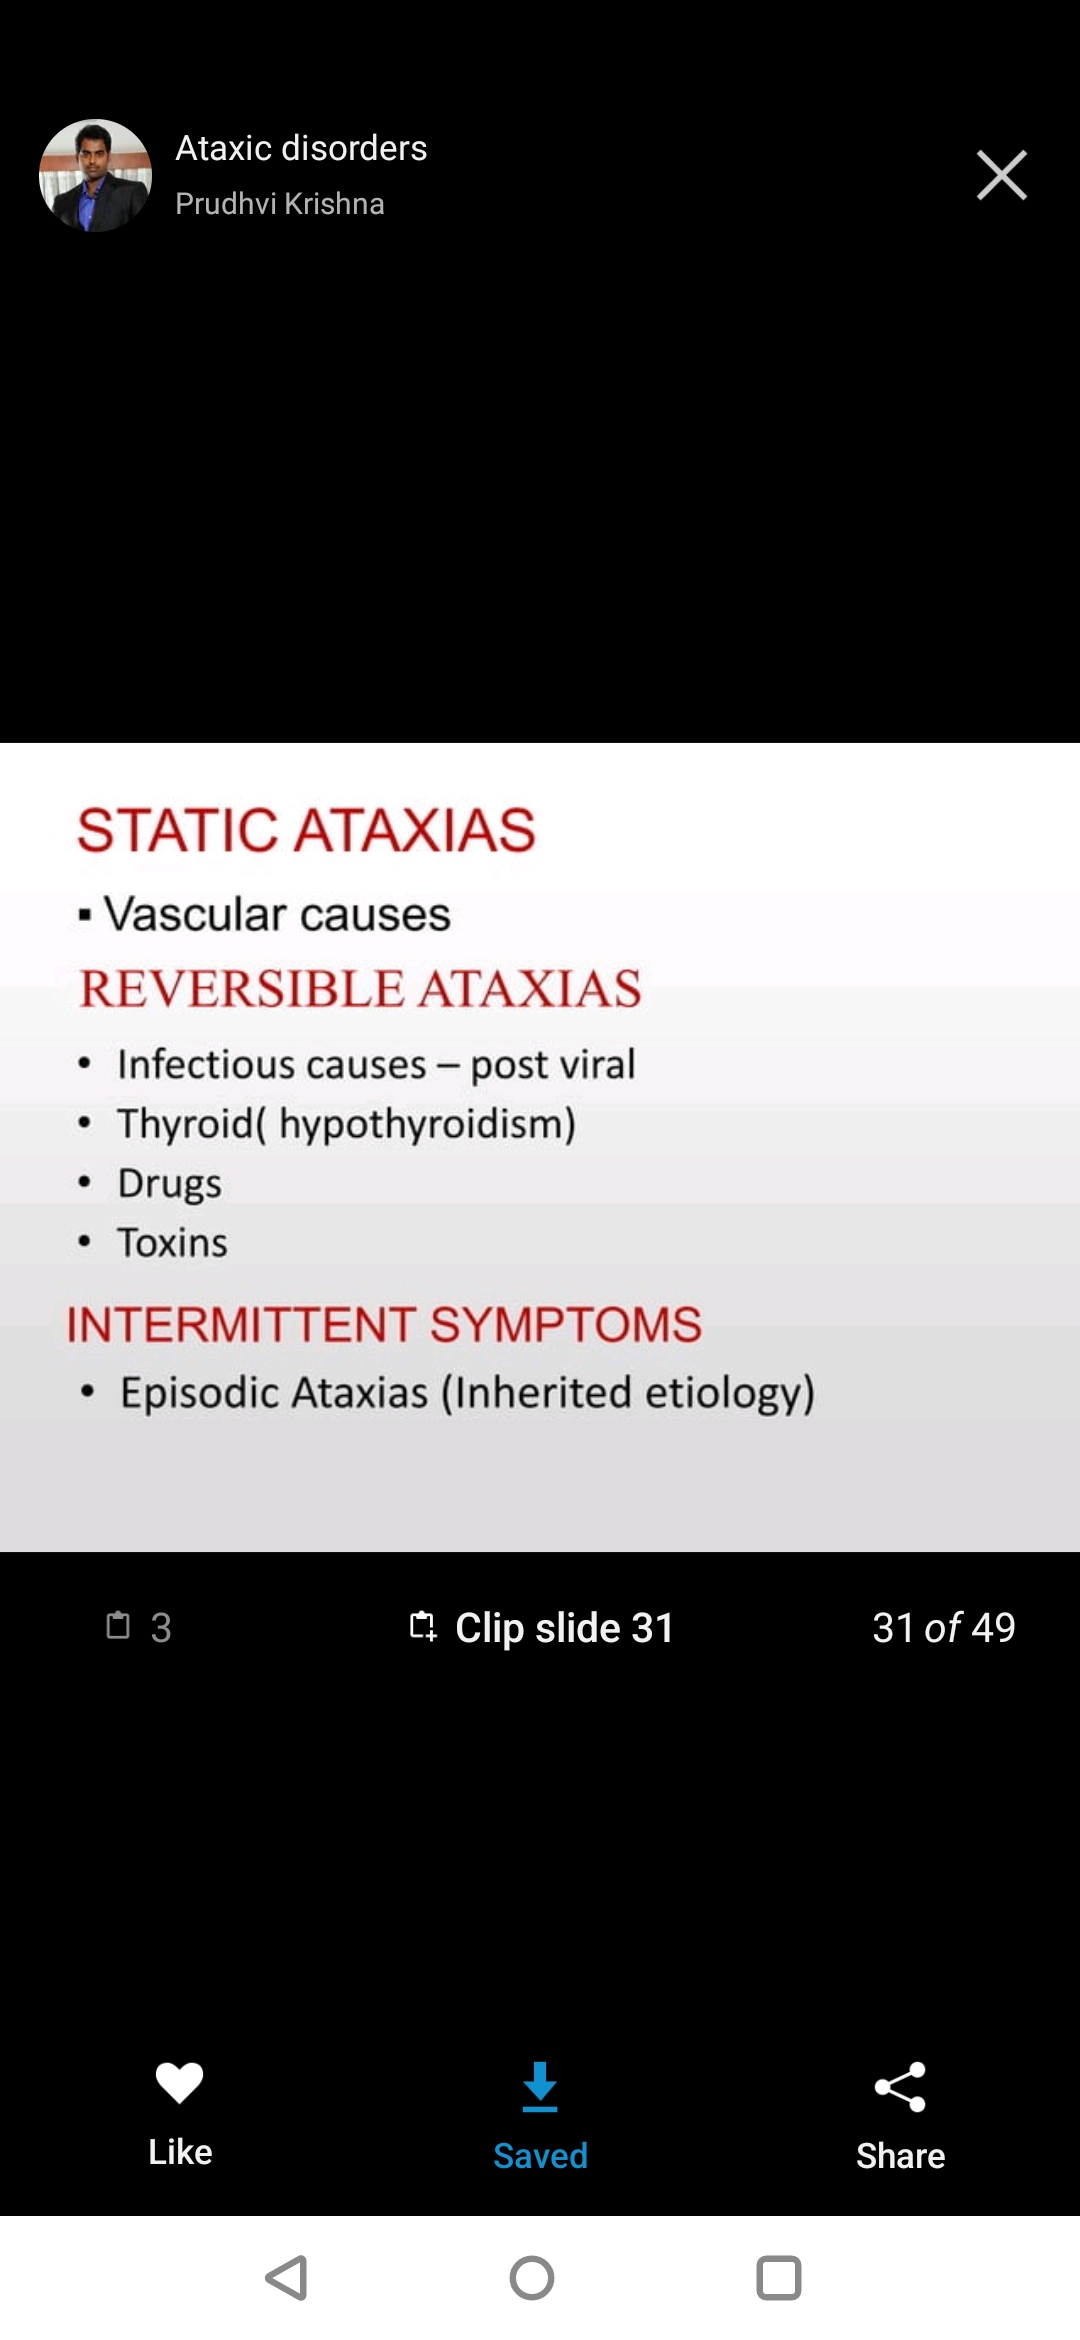 Ataxic disorders
Prudhvi Krishna
STATIC ATAXIAS
▪ Vascular causes
REVERSIBLE ATAXIAS
• Infectious causes – post viral
• Thyroid( hypothyroidism)
• Drugs
• Toxins
INTERMITTENT SYMPTOMS
• Episodic Ataxias (Inherited etiology)
3 Clip slide 31 31 of 49
Like Saved Share